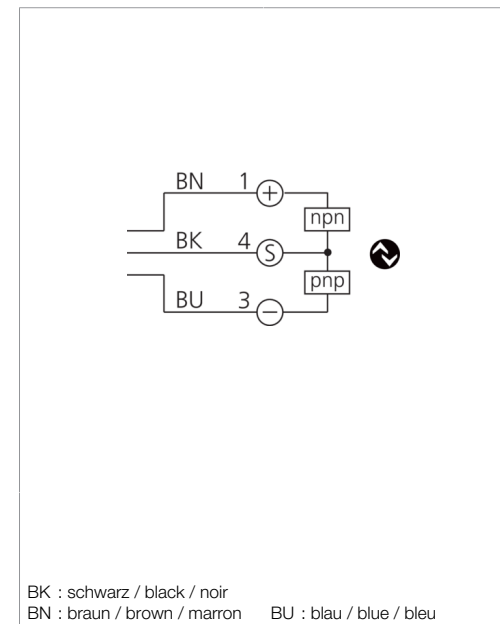 BN 1 +
npn
BK 4 S
pnp
BU 3 −
BK : schwarz / black / noir
BN : braun / brown / marron BU : blau / blue / bleu